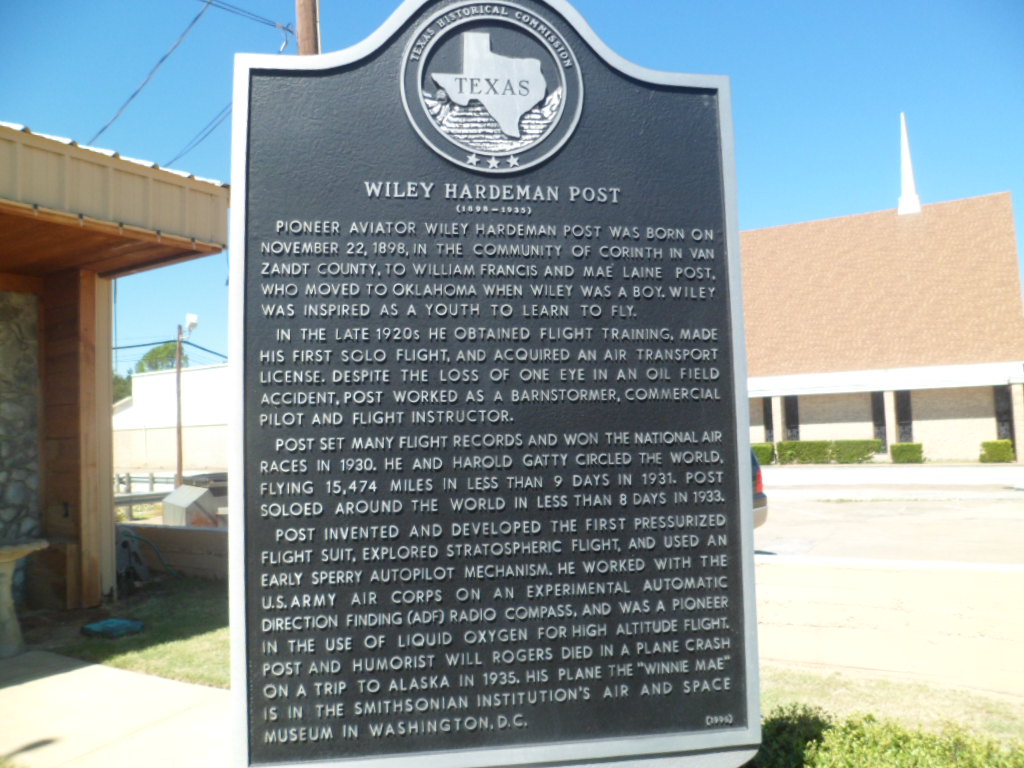 TEXAS HISTORICAL COMMISSION
TEXAS
WILEY HARDEMAN POST
(1898-1935)
PIONEER AVIATOR WILEY HARDEMAN POST WAS BORN ON
NOVEMBER 22, 1898, IN THE COMMUNITY OF CORINTH IN VAN
ZANDT COUNTY, TO WILLIAM FRANCIS AND MAE LAINE POST,
WHO MOVED TO OKLAHOMA WHEN WILEY WAS A BOY. WILEY
WAS INSPIRED AS A YOUTH TO LEARN TO FLY.
IN THE LATE 1920s HE OBTAINED FLIGHT TRAINING, MADE
HIS FIRST SOLO FLIGHT, AND ACQUIRED AN AIR TRANSPORT
LICENSE. DESPITE THE LOSS OF ONE EYE IN AN OIL FIELD
ACCIDENT, POST WORKED AS A BARNSTORMER, COMMERCIAL
PILOT AND FLIGHT INSTRUCTOR.
POST SET MANY FLIGHT RECORDS AND WON THE NATIONAL AIR
RACES IN 1930. HE AND HAROLD GATTY CIRCLED THE WORLD,
FLYING 15,474 MILES IN LESS THAN 9 DAYS IN 1931. POST
SOLOED AROUND THE WORLD IN LESS THAN 8 DAYS IN 1933.
POST INVENTED AND DEVELOPED THE FIRST PRESSURIZED
FLIGHT SUIT, EXPLORED STRATOSPHERIC FLIGHT, AND USED AN
EARLY SPERRY AUTOPILOT MECHANISM. HE WORKED WITH THE
U.S. ARMY AIR CORPS ON AN EXPERIMENTAL AUTOMATIC
DIRECTION FINDING (ADF) RADIO COMPASS, AND WAS A PIONEER
IN THE USE OF LIQUID OXYGEN FOR HIGH ALTITUDE FLIGHT.
POST AND HUMORIST WILL ROGERS DIED IN A PLANE CRASH
ON A TRIP TO ALASKA IN 1935. HIS PLANE THE "WINNIE MAE"
IS IN THE SMITHSONIAN INSTITUTION'S AIR AND SPACE
MUSEUM IN WASHINGTON, D.C.
(1996)